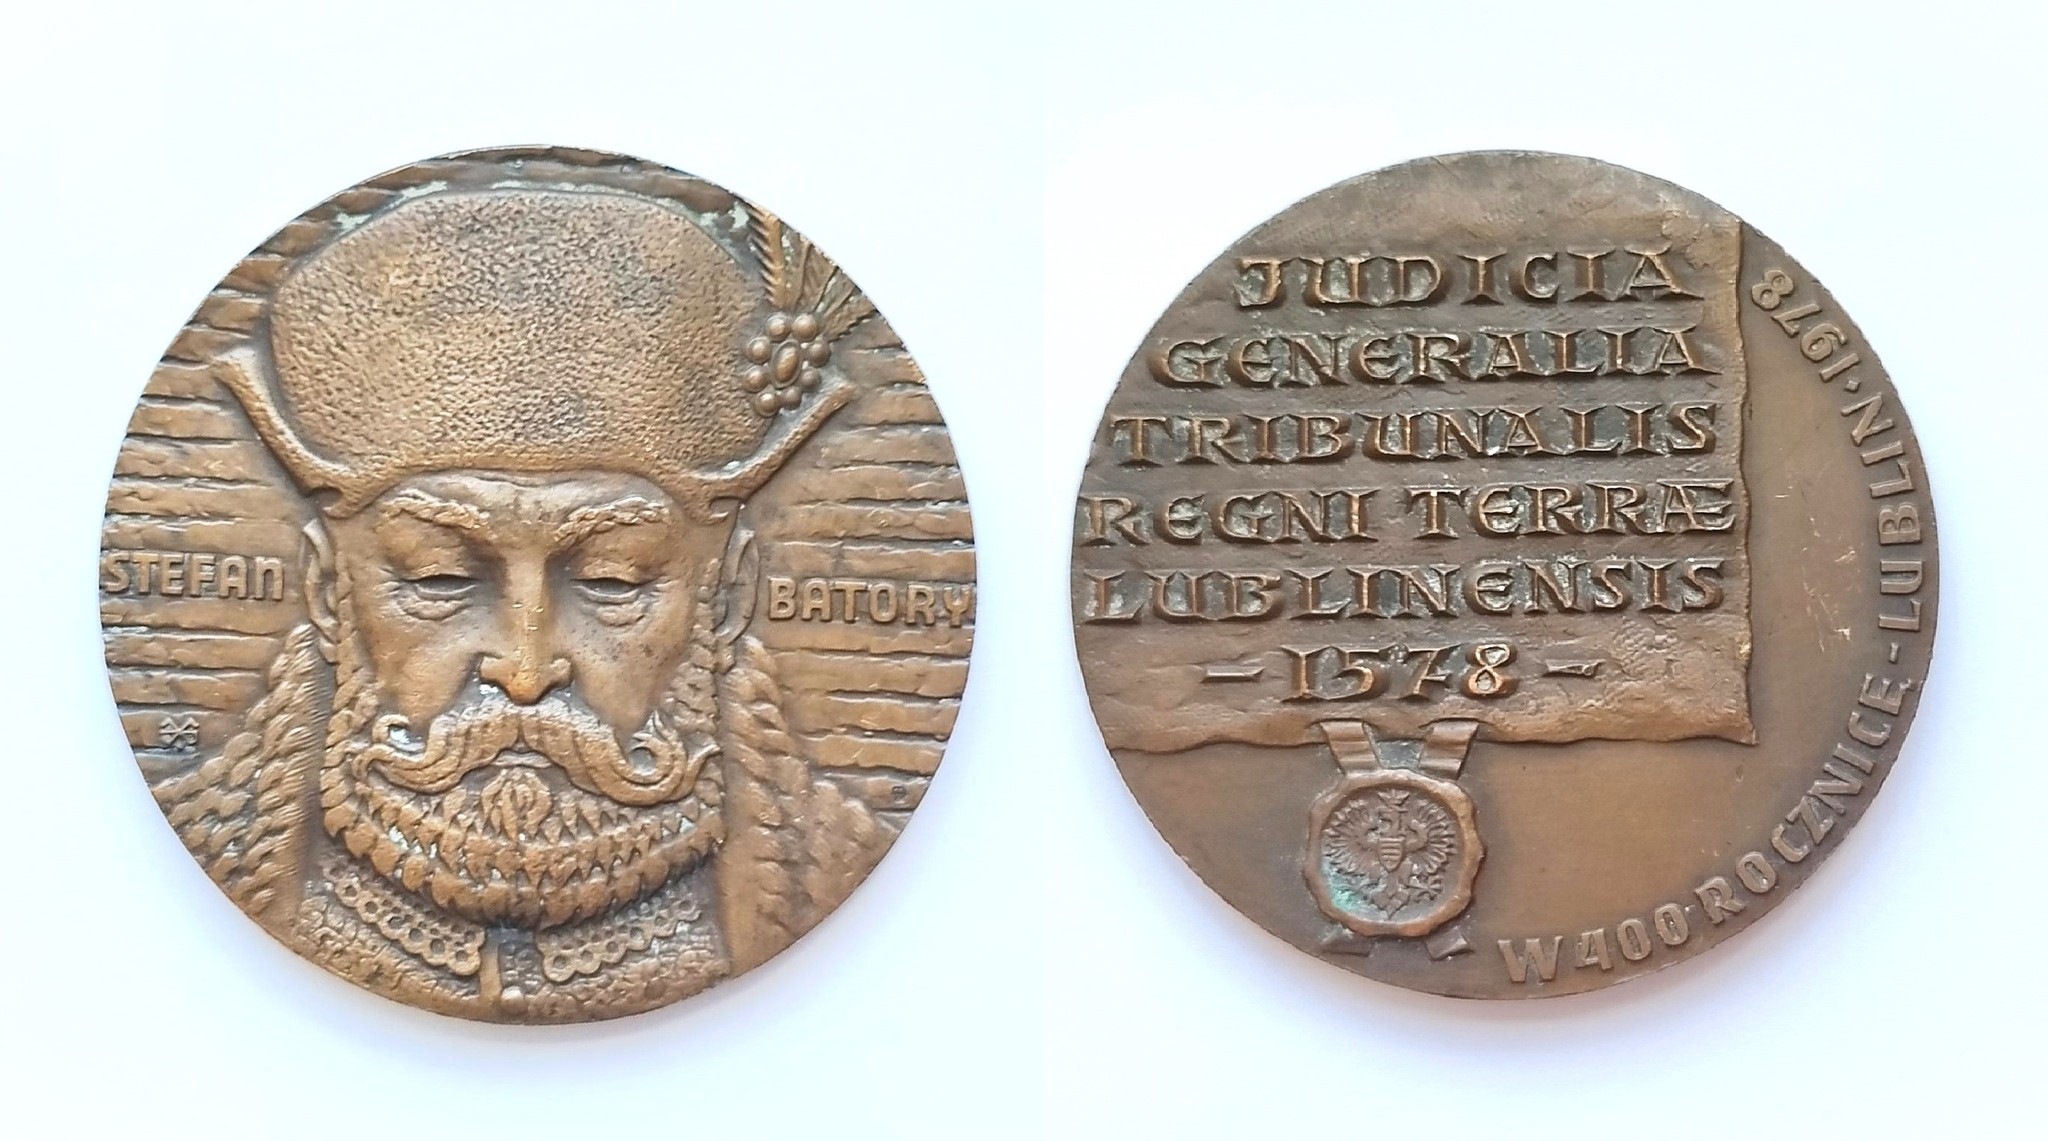 STEFAN
BATORY
JUDICIA
GENERALIA
TRIBUNALIS
REGNI TERRÆ
LUBLINENSIS
- 1578 -
W 400 ROCZNICE - LUBLIN · 1978